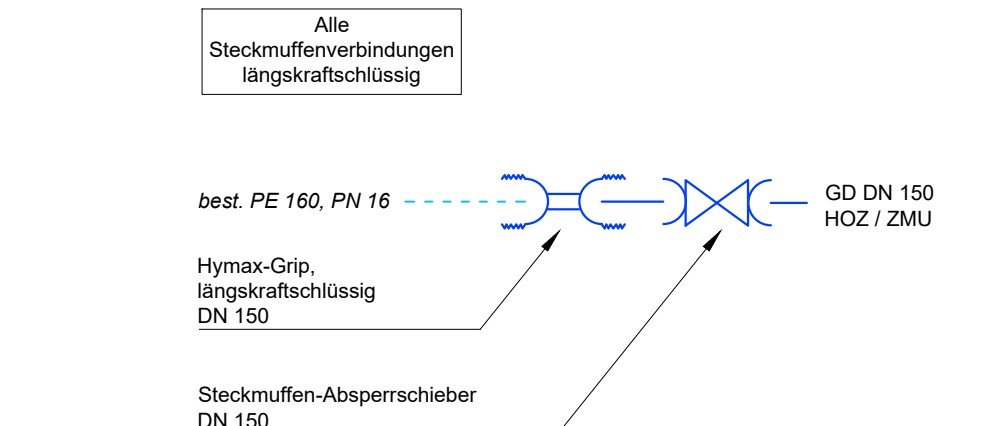 Alle
Steckmuffenverbindungen
längskraftschlüssig
best. PE 160, PN 16
GD DN 150
HOZ / ZMU
Hymax-Grip,
längskraftschlüssig
DN 150
Steckmuffen-Absperrschieber
DN 150